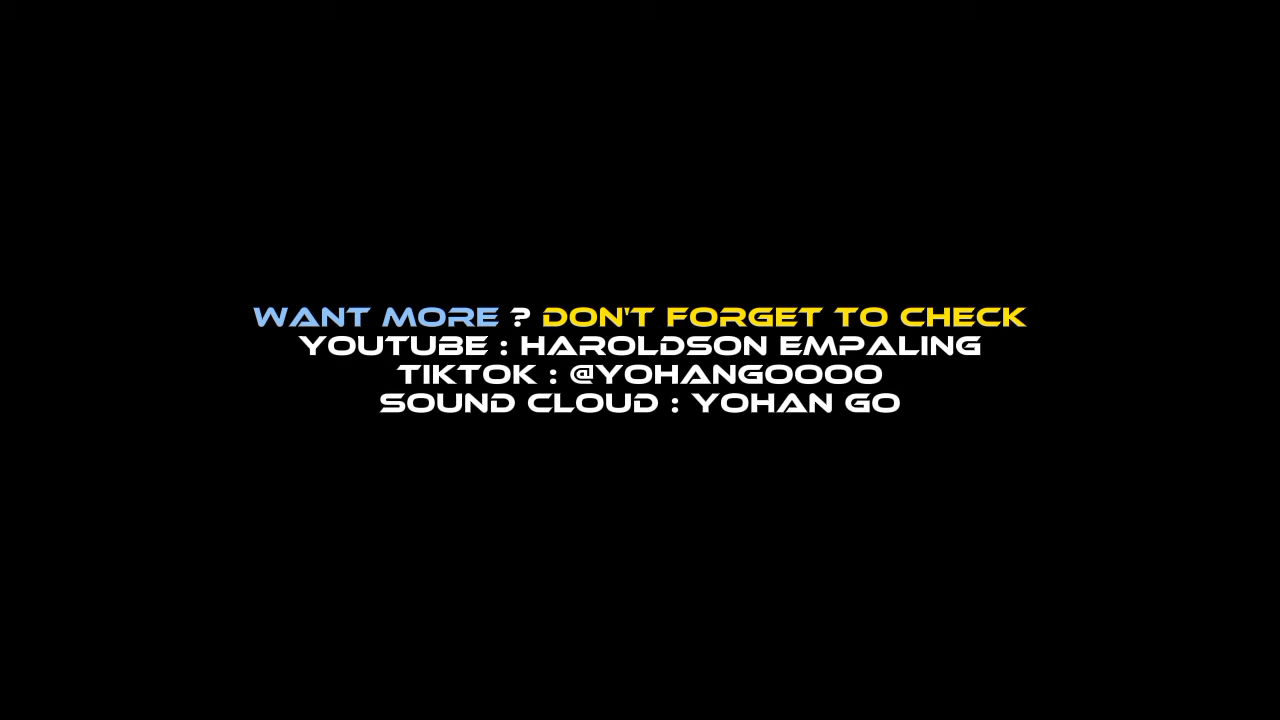 WANT MORE ? DON'T FORGET TO CHECK
YOUTUBE : HAROLDSON EMPALING
TIKTOK : @YOHANGOOOO
SOUND CLOUD : YOHAN GO